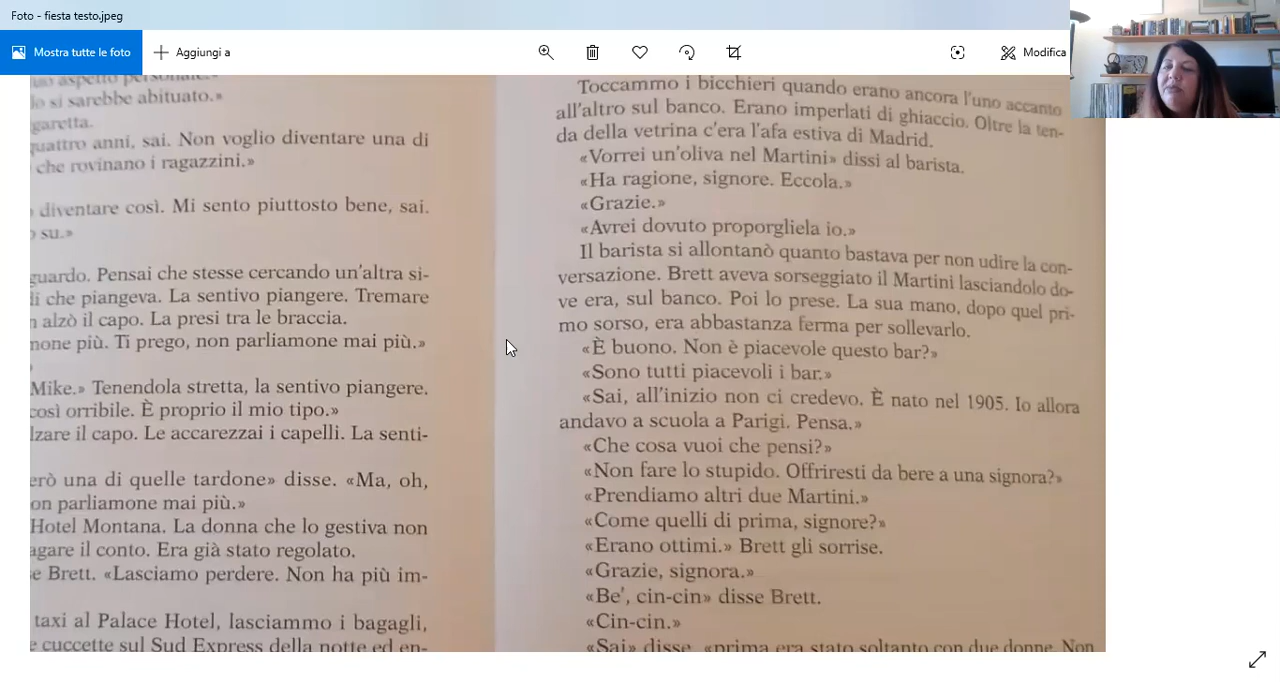 Foto - fiesta testo.jpeg
Mostra tutte le foto
Aggiungi a
Modifica
aspetto
lo si sarebbe abituato.»
garetta.
quattro anni, sai. Non voglio diventare una di
che rovinano i ragazzini.»
diventare così. Mi sento piuttosto bene, sai.
su.»
guardo. Pensai che stesse cercando un'altra si-
di che piangeva. La sentivo piangere. Tremare
alzò il capo. La presi tra le braccia.
mone più. Ti prego, non parliamone mai più.»
Mike.» Tenendola stretta, la sentivo piangere.
così orribile. È proprio il mio tipo.»
lzare il capo. Le accarezzai i capelli. La senti-
erò una di quelle tardone» disse. «Ma, oh,
on parliamone mai più.»
Hotel Montana. La donna che lo gestiva non
agare il conto. Era già stato regolato.
e Brett. «Lasciamo perdere. Non ha più im-
taxi al Palace Hotel, lasciammo i bagagli,
e cuccette sul Sud Express della notte ed en-
Toccammo i bicchieri quando erano ancora l'uno accanto
all'altro sul banco. Erano imperlati di ghiaccio. Oltre la ten-
da della vetrina c'era l'afa estiva di Madrid.
«Vorrei un'oliva nel Martini» dissi al barista.
«Ha ragione, signore. Eccola.»
«Grazie.»
«Avrei dovuto proporgliela io.»
Il barista si allontanò quanto bastava per non udire la con-
versazione. Brett aveva sorseggiato il Martini lasciandolo do-
ve era, sul banco. Poi lo prese. La sua mano, dopo quel pri-
mo sorso, era abbastanza ferma per sollevarlo.
«È buono. Non è piacevole questo bar?»
«Sono tutti piacevoli i bar.»
«Sai, all'inizio non ci credevo. È nato nel 1905. Io allora
andavo a scuola a Parigi. Pensa.»
«Che cosa vuoi che pensi?»
«Non fare lo stupido. Offriresti da bere a una signora?»
«Prendiamo altri due Martini.»
«Come quelli di prima, signore?»
«Erano ottimi.» Brett gli sorrise.
«Grazie, signora.»
«Be', cin-cin» disse Brett.
«Cin-cin.»
«Sai» disse, «prima era stato soltanto con due donne. Non